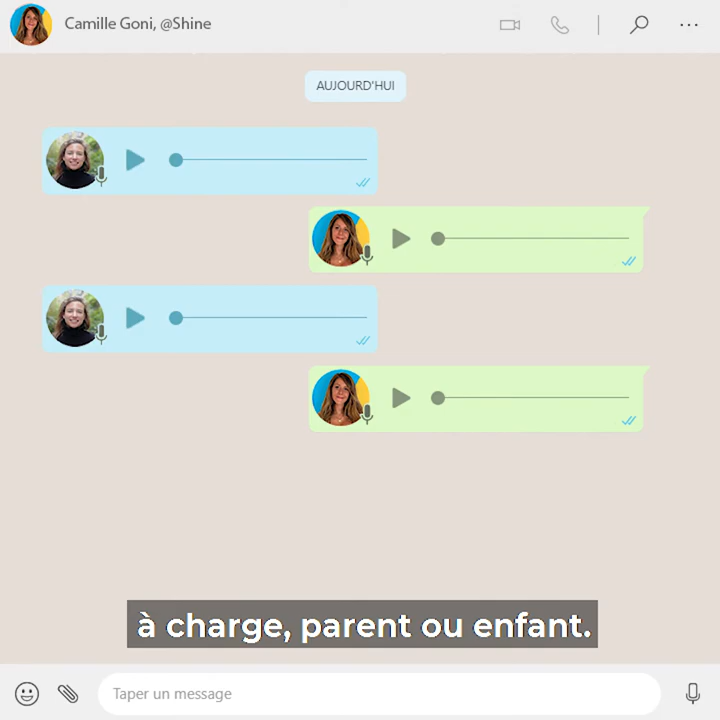 Camille Goni, @Shine
AUJOURD'HUI
à charge, parent ou enfant.
Taper un message